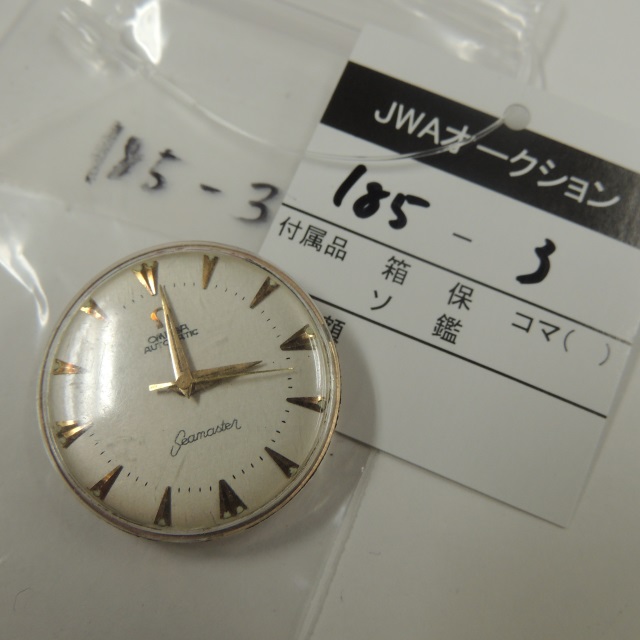 JWAオークション
185-3
185-3
付属品 箱 保 コマ( )
ソ 鑑
OMEGA
AUTOMATIC
Seamaster